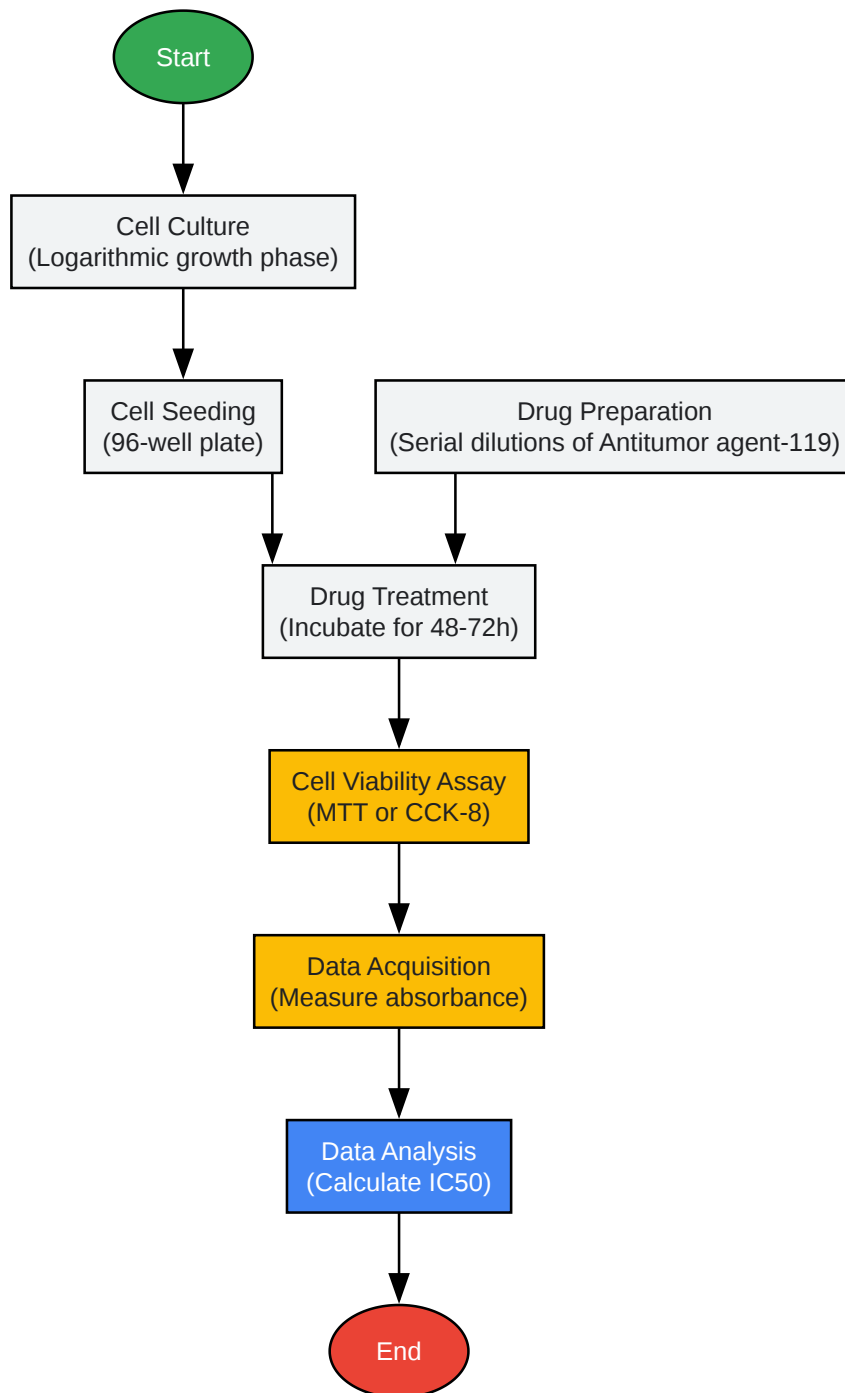 Start
Cell Culture
(Logarithmic growth phase)
Cell Seeding
(96-well plate)
Drug Preparation
(Serial dilutions of Antitumor agent-119)
Drug Treatment
(Incubate for 48-72h)
Cell Viability Assay
(MTT or CCK-8)
Data Acquisition
(Measure absorbance)
Data Analysis
(Calculate IC50)
End